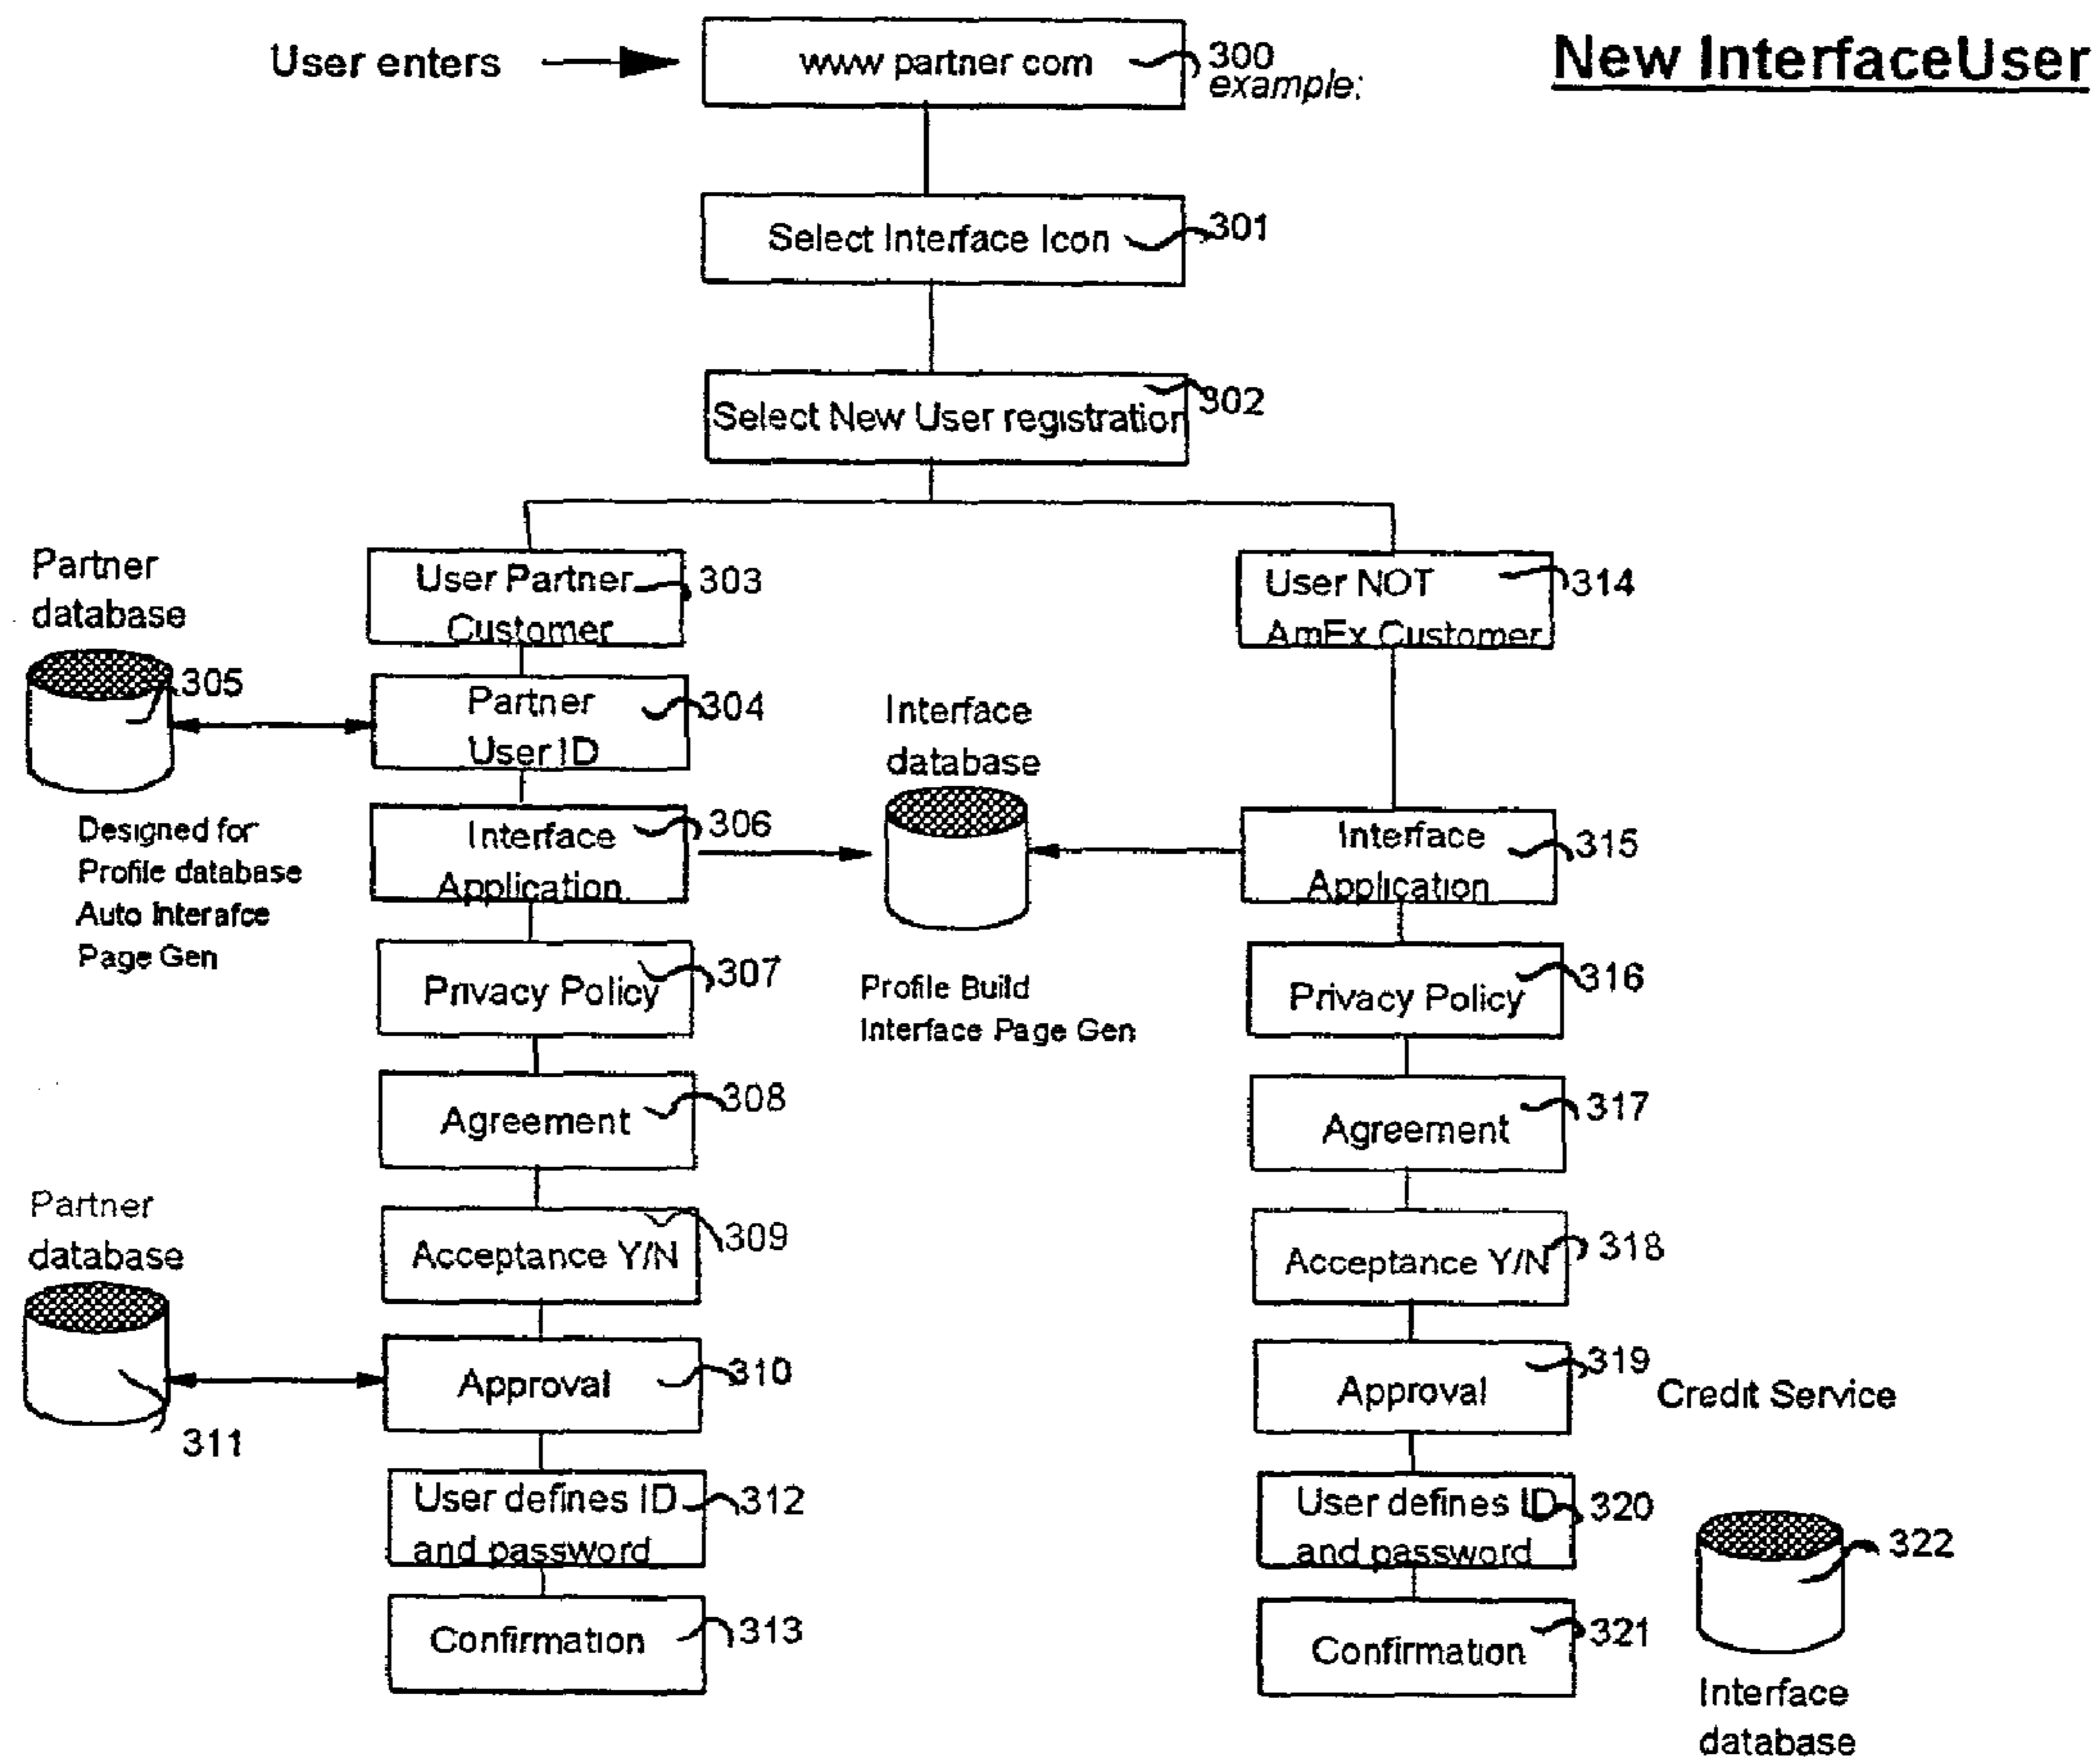 New InterfaceUser
User enters
www partner com
300
example:
Select Interface Icon
301
Select New User registration
302
User Partner
Customer
303
User NOT
AmEx Customer
314
Partner
database
305
Partner
User ID
304
Interface
database
Designed for
Profile database
Auto Interafce
Page Gen
Interface
Application
306
Interface
Application
315
Privacy Policy
307
Profile Build
Interface Page Gen
Privacy Policy
316
Agreement
308
Agreement
317
Partner
database
311
Acceptance Y/N
309
Acceptance Y/N
318
Approval
310
Approval
319
Credit Service
User defines ID
and password
312
User defines ID
and password
320
322
Confirmation
313
Confirmation
321
Interface
database